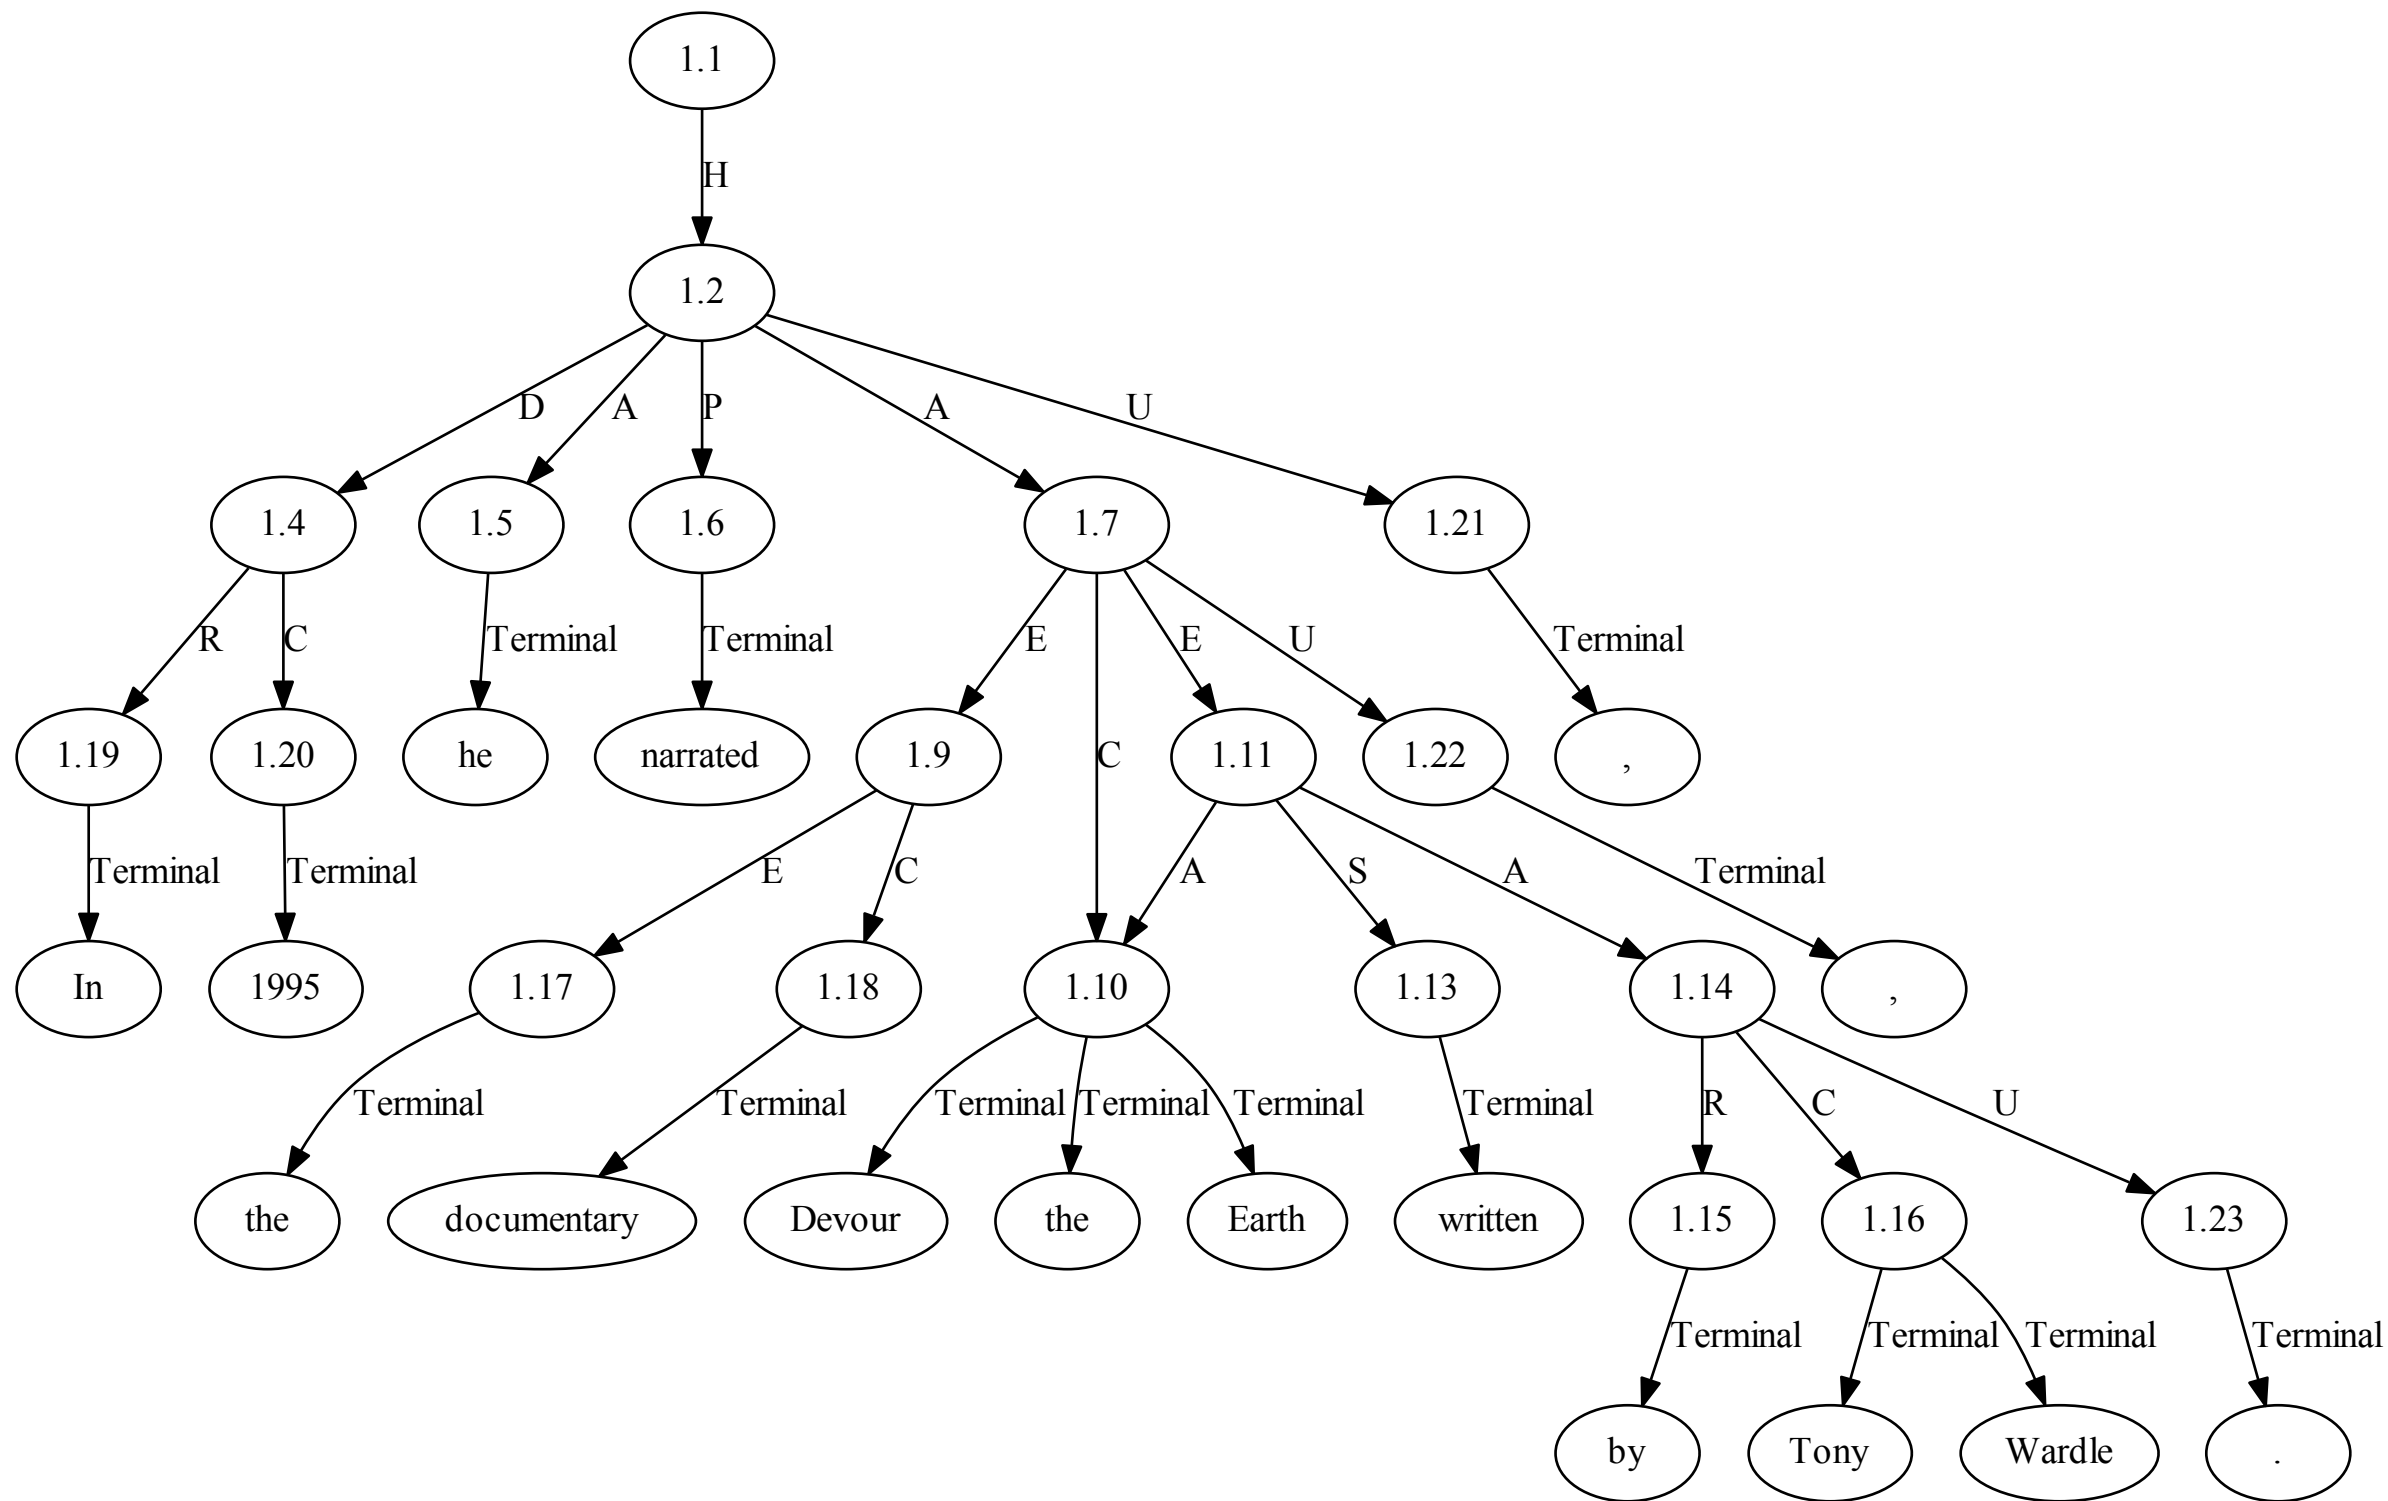 1.1
H
1.2
D A P A U
1.4 1.5 1.6 1.7 1.21
R C Terminal Terminal E E U Terminal
1.19 1.20 he narrated 1.9 C 1.11 1.22 ,
Terminal Terminal E C A S A Terminal
In 1995 1.17 1.18 1.10 1.13 1.14 ,
Terminal Terminal Terminal Terminal Terminal Terminal R C U
the documentary Devour the Earth written 1.15 1.16 1.23
Terminal Terminal Terminal Terminal
by Tony Wardle .